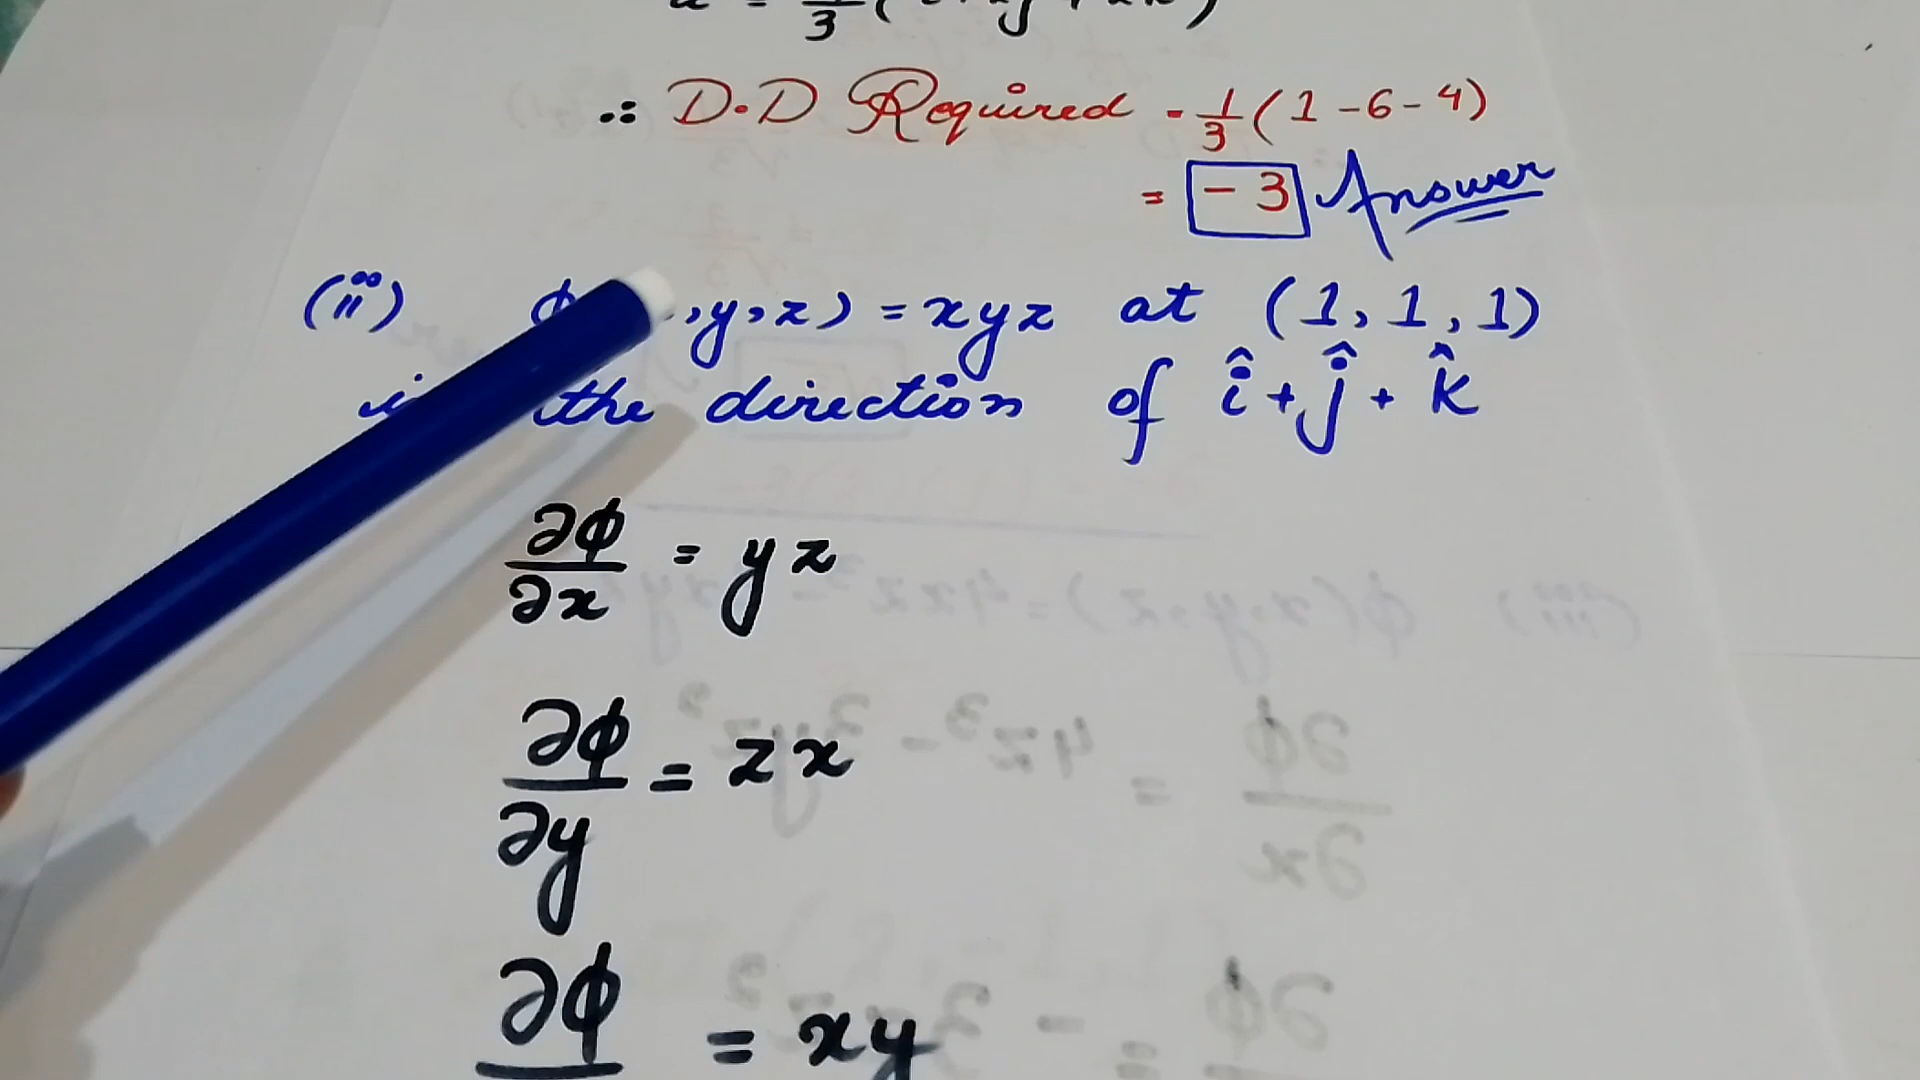 ∴ D.D Required = 1/3 (1 - 6 - 4)
= -3 Answer
(ii) ϕ , y, z) = xyz at (1, 1, 1)
the direction of î + ĵ + k̂
∂ϕ/∂x = yz
∂ϕ/∂y = zx
∂ϕ = xy